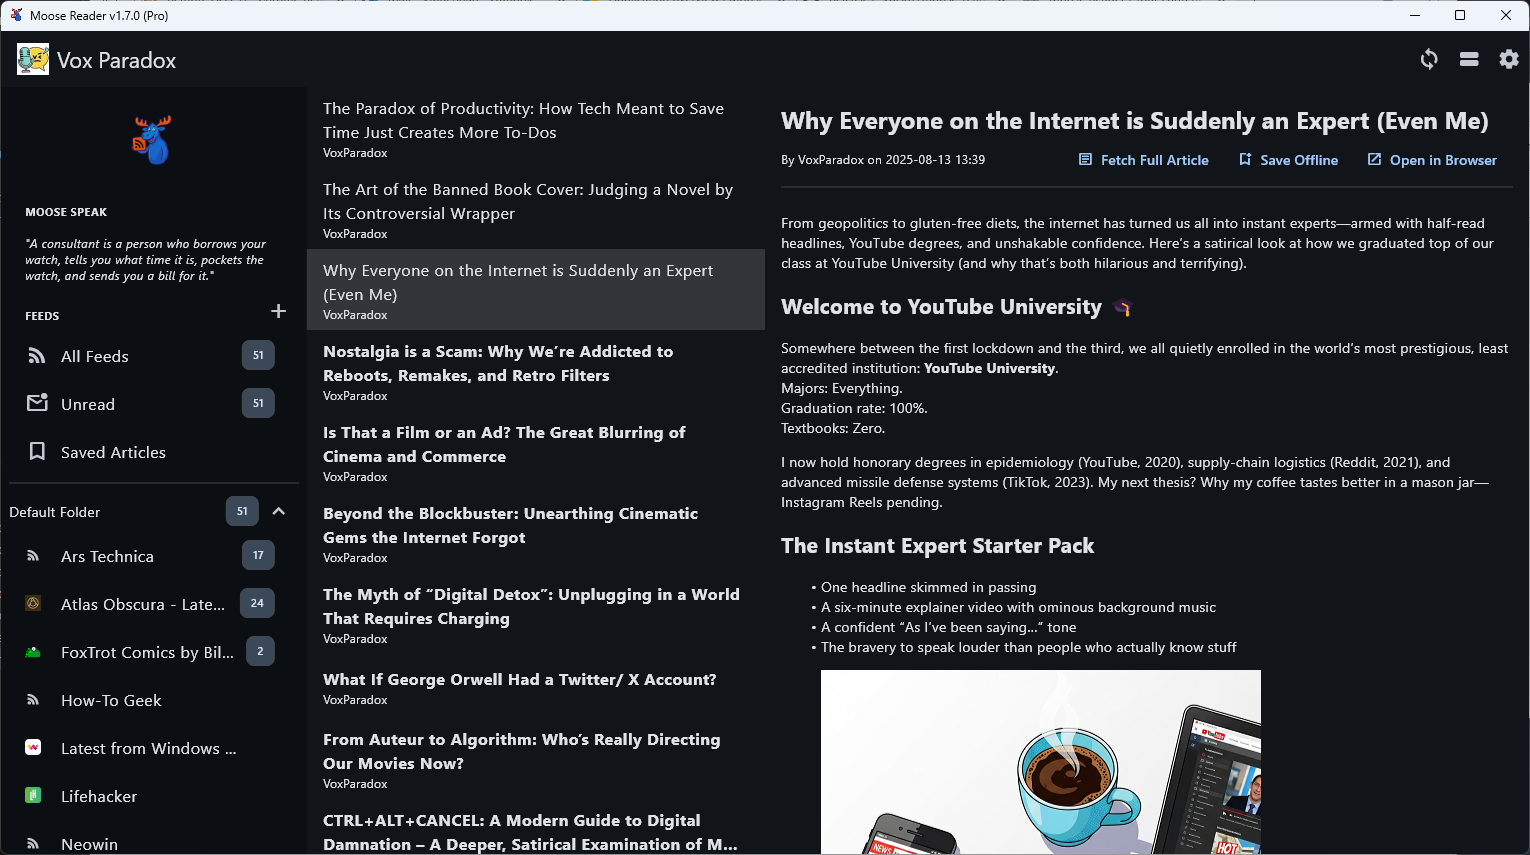 Moose Reader v1.7.0 (Pro)
Vox Paradox
MOOSE SPEAK
"A consultant is a person who borrows your
watch, tells you what time it is, pockets the
watch, and sends you a bill for it."
FEEDS
All Feeds 51
Unread 51
Saved Articles
Default Folder 51
Ars Technica 17
Atlas Obscura - Late... 24
FoxTrot Comics by Bil... 2
How-To Geek
Latest from Windows ...
Lifehacker
Neowin
The Paradox of Productivity: How Tech Meant to Save
Time Just Creates More To-Dos
VoxParadox
The Art of the Banned Book Cover: Judging a Novel by
Its Controversial Wrapper
VoxParadox
Why Everyone on the Internet is Suddenly an Expert
(Even Me)
VoxParadox
Nostalgia is a Scam: Why We’re Addicted to
Reboots, Remakes, and Retro Filters
VoxParadox
Is That a Film or an Ad? The Great Blurring of
Cinema and Commerce
VoxParadox
Beyond the Blockbuster: Unearthing Cinematic
Gems the Internet Forgot
VoxParadox
The Myth of “Digital Detox”: Unplugging in a World
That Requires Charging
VoxParadox
What If George Orwell Had a Twitter/ X Account?
VoxParadox
From Auteur to Algorithm: Who’s Really Directing
Our Movies Now?
VoxParadox
CTRL+ALT+CANCEL: A Modern Guide to Digital
Damnation – A Deeper, Satirical Examination of M...
Why Everyone on the Internet is Suddenly an Expert (Even Me)
By VoxParadox on 2025-08-13 13:39
Fetch Full Article
Save Offline
Open in Browser
From geopolitics to gluten-free diets, the internet has turned us all into instant experts—armed with half-read
headlines, YouTube degrees, and unshakable confidence. Here’s a satirical look at how we graduated top of our
class at YouTube University (and why that’s both hilarious and terrifying).
Welcome to YouTube University 🎓
Somewhere between the first lockdown and the third, we all quietly enrolled in the world’s most prestigious, least
accredited institution: YouTube University.
Majors: Everything.
Graduation rate: 100%.
Textbooks: Zero.
I now hold honorary degrees in epidemiology (YouTube, 2020), supply-chain logistics (Reddit, 2021), and
advanced missile defense systems (TikTok, 2023). My next thesis? Why my coffee tastes better in a mason jar—
Instagram Reels pending.
The Instant Expert Starter Pack
• One headline skimmed in passing
• A six-minute explainer video with ominous background music
• A confident “As I’ve been saying…” tone
• The bravery to speak louder than people who actually know stuff
YouTube
NEWS
HOT